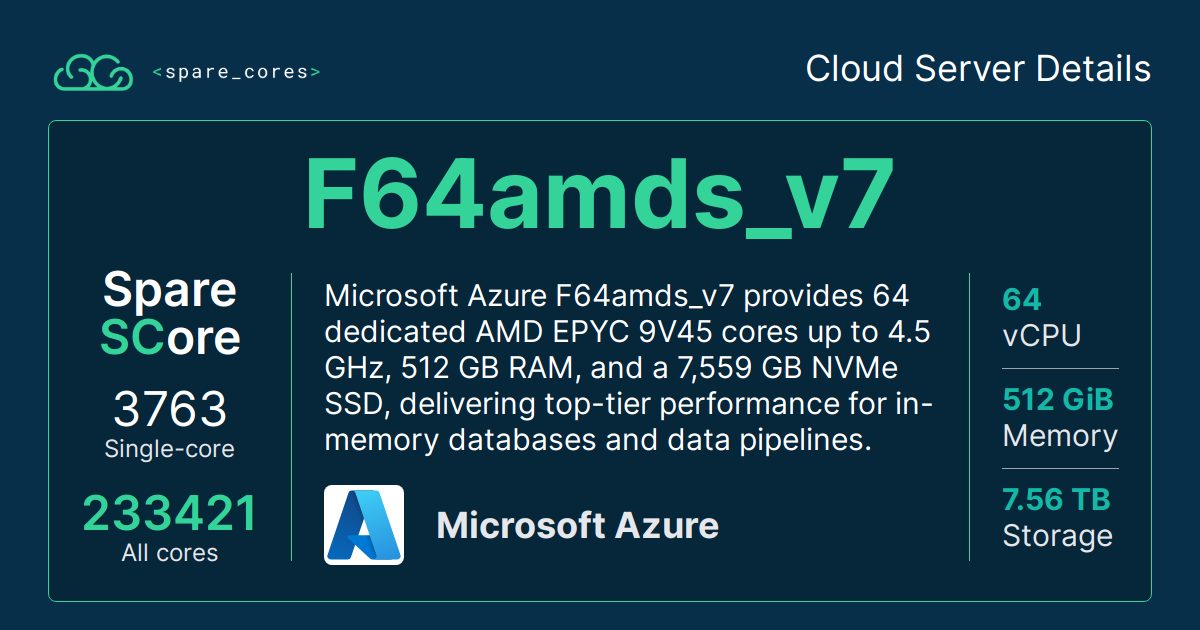 <spare_cores>
Cloud Server Details
F64amds_v7
Spare
SCore
3763
Single-core
233421
All cores
Microsoft Azure F64amds_v7 provides 64
dedicated AMD EPYC 9V45 cores up to 4.5
GHz, 512 GB RAM, and a 7,559 GB NVMe
SSD, delivering top-tier performance for in-
memory databases and data pipelines.
Microsoft Azure
64
vCPU
512 GiB
Memory
7.56 TB
Storage